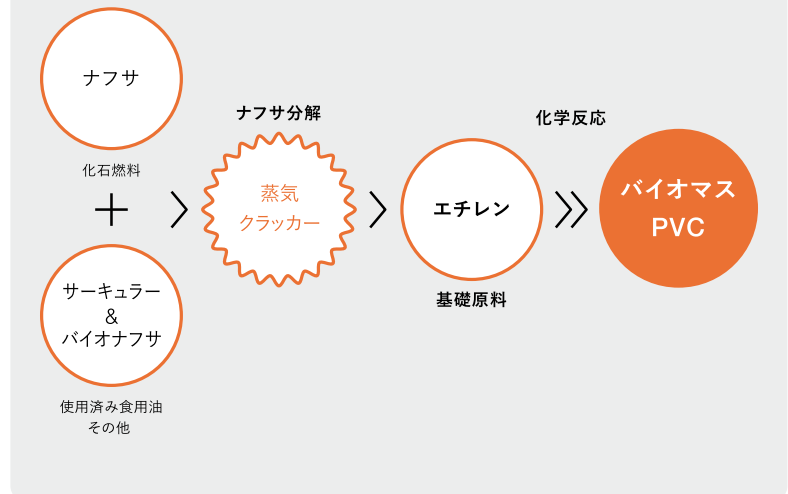 ナフサ
化石燃料
+
サーキュラー
&
バイオナフサ
使用済み食用油
その他
ナフサ分解
蒸気
クラッカー
エチレン
基礎原料
化学反応
バイオマス
PVC